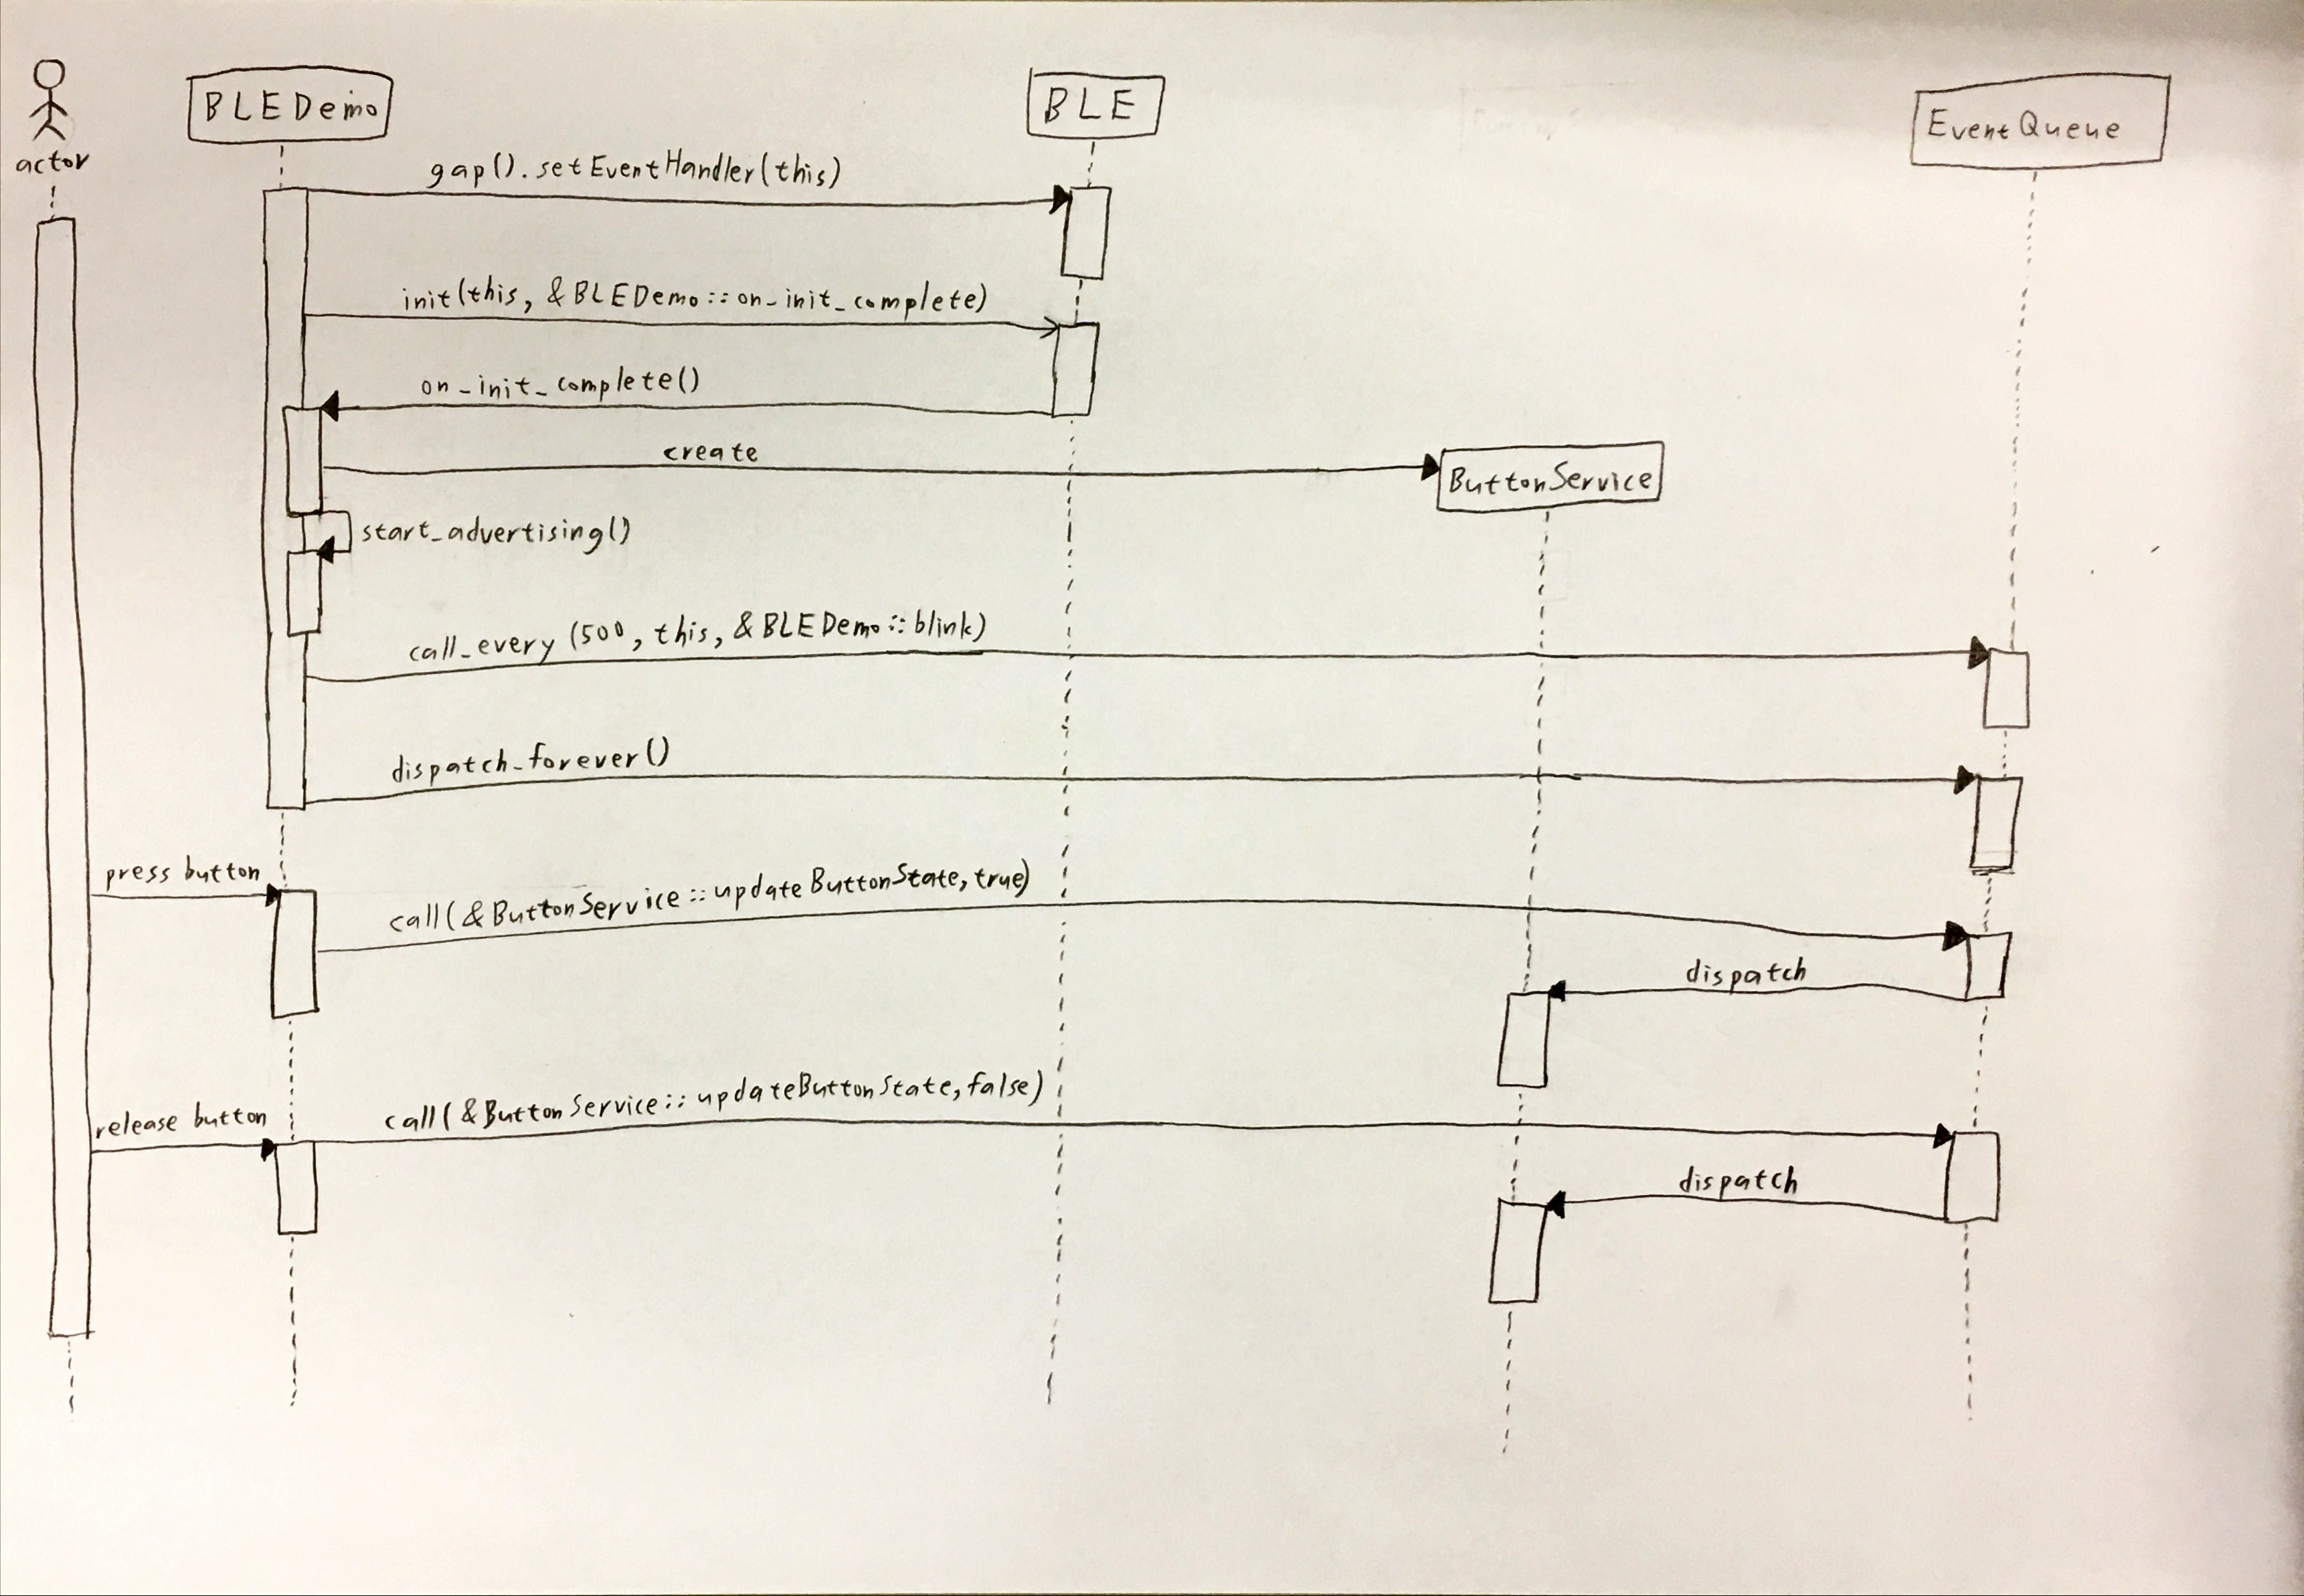 actor
BLEDemo
BLE
EventQueue
gap().setEventHandler(this)
init(this, &BLEDemo::on_init_complete)
on_init_complete()
create
ButtonService
start_advertising()
call_every(500, this, &BLEDemo::blink)
dispatch_forever()
press button
call(&ButtonService::updateButtonState, true)
dispatch
release button
call(&ButtonService::updateButtonState, false)
dispatch